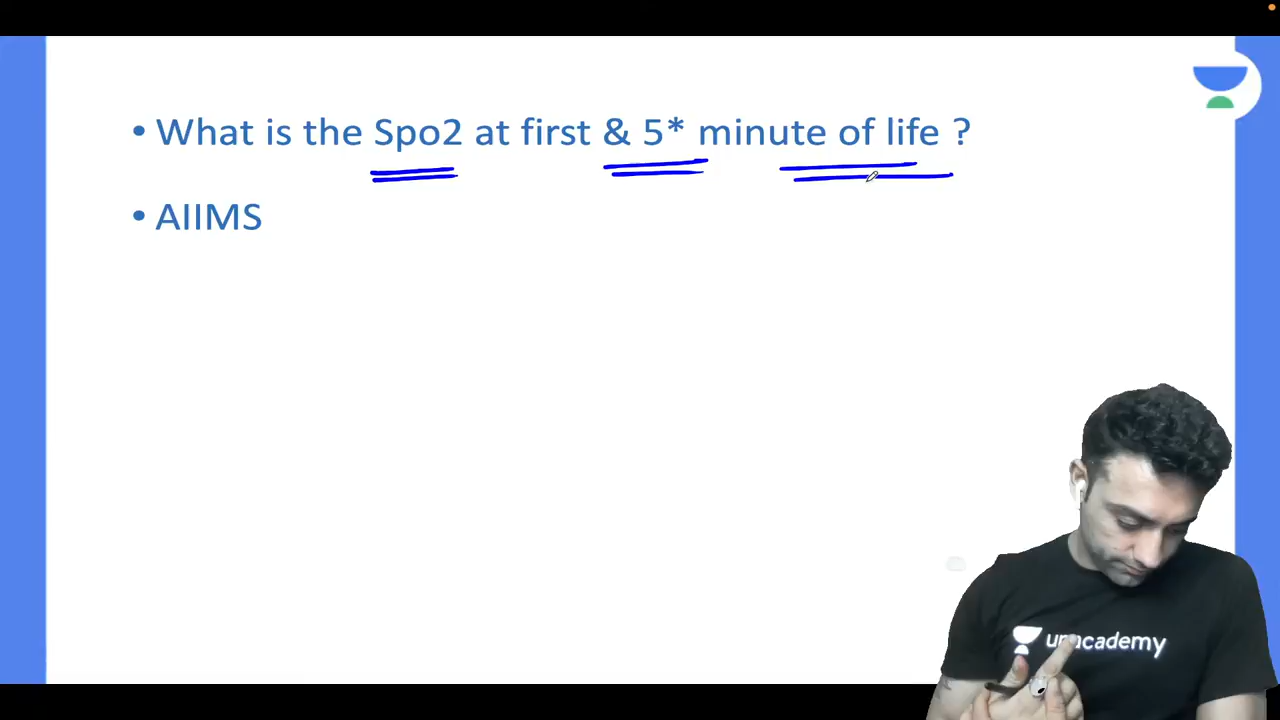 • What is the Spo2 at first & 5* minute of life ?
• AIIMS
unacademy